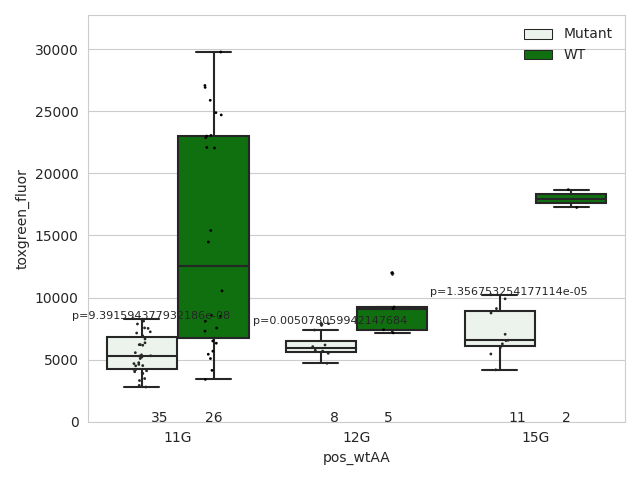 Mutant
WT
30000
25000
20000
15000
10000
5000
0
toxgreen_fluor
p=9.391594377932186e-08
p=0.005078059942147684
p=1.356753254177114e-05
35 26 8 5 11 2
11G 12G 15G
pos_wtAA